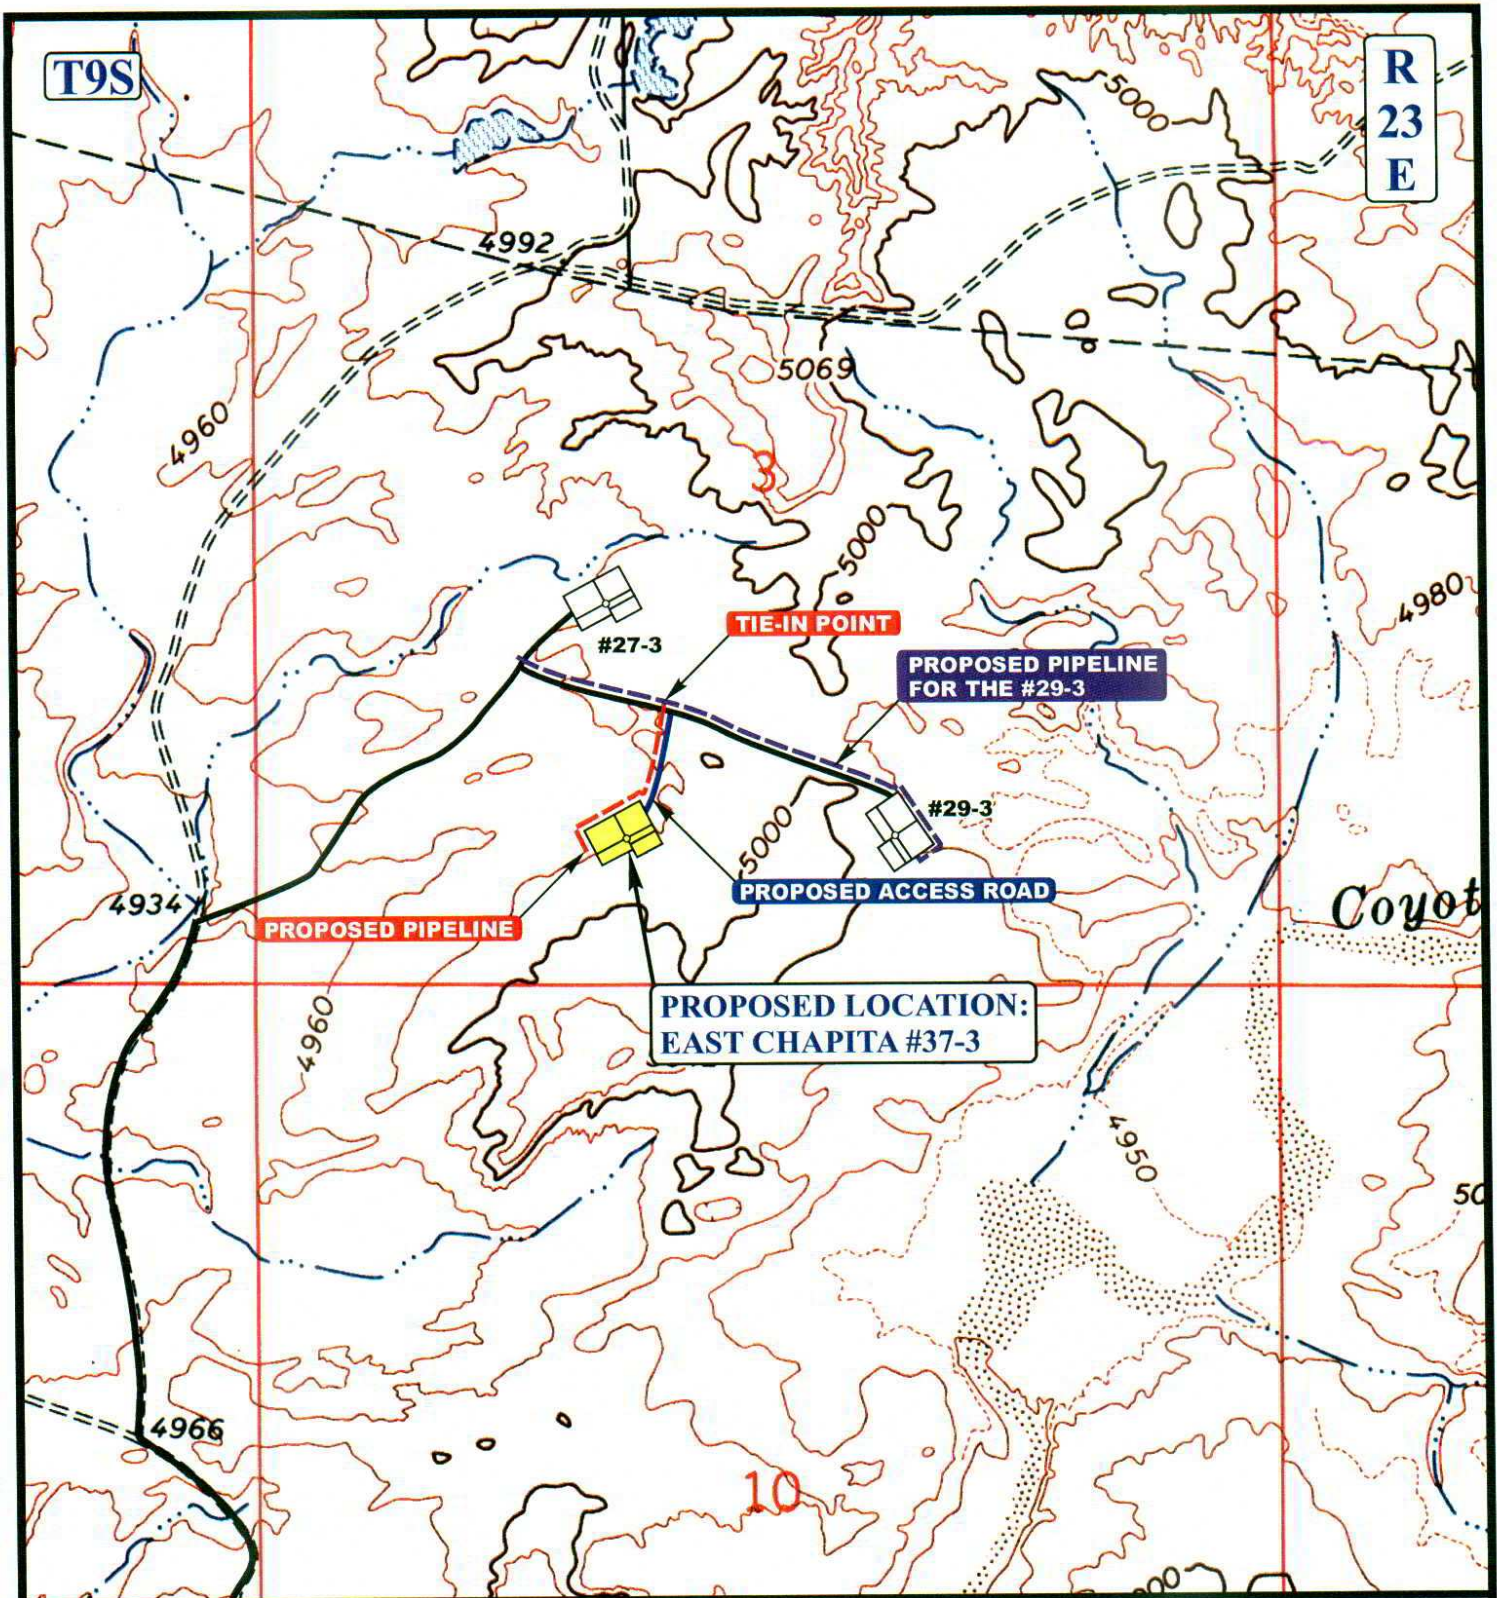 T9S
R
23
E
5000
4992
5069
4960
3
5000
4980
TIE-IN POINT
#27-3
PROPOSED PIPELINE
FOR THE #29-3
#29-3
5000
PROPOSED ACCESS ROAD
4934
PROPOSED PIPELINE
Coyot
PROPOSED LOCATION:
EAST CHAPITA #37-3
4960
4950
50
4966
10
000